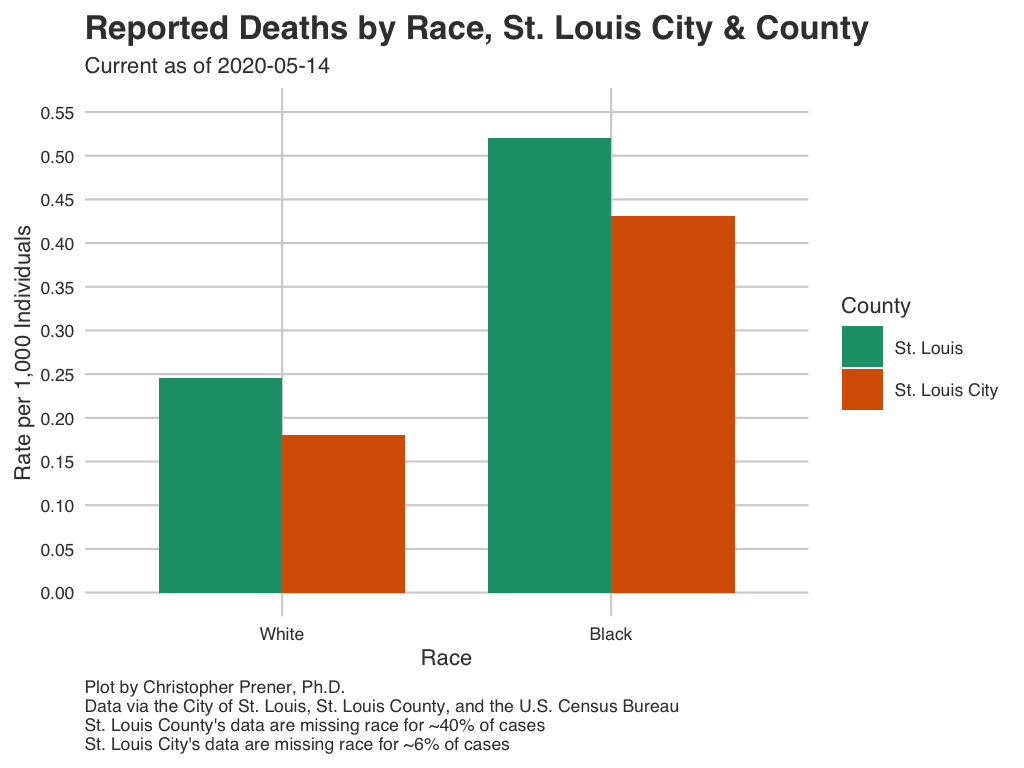 Reported Deaths by Race, St. Louis City & County
Current as of 2020-05-14
0.55
0.50
0.45
0.40
0.35
0.30
0.25
0.20
0.15
0.10
0.05
0.00
Rate per 1,000 Individuals
White
Black
Race
County
St. Louis
St. Louis City
Plot by Christopher Prener, Ph.D.
Data via the City of St. Louis, St. Louis County, and the U.S. Census Bureau
St. Louis County's data are missing race for ~40% of cases
St. Louis City's data are missing race for ~6% of cases